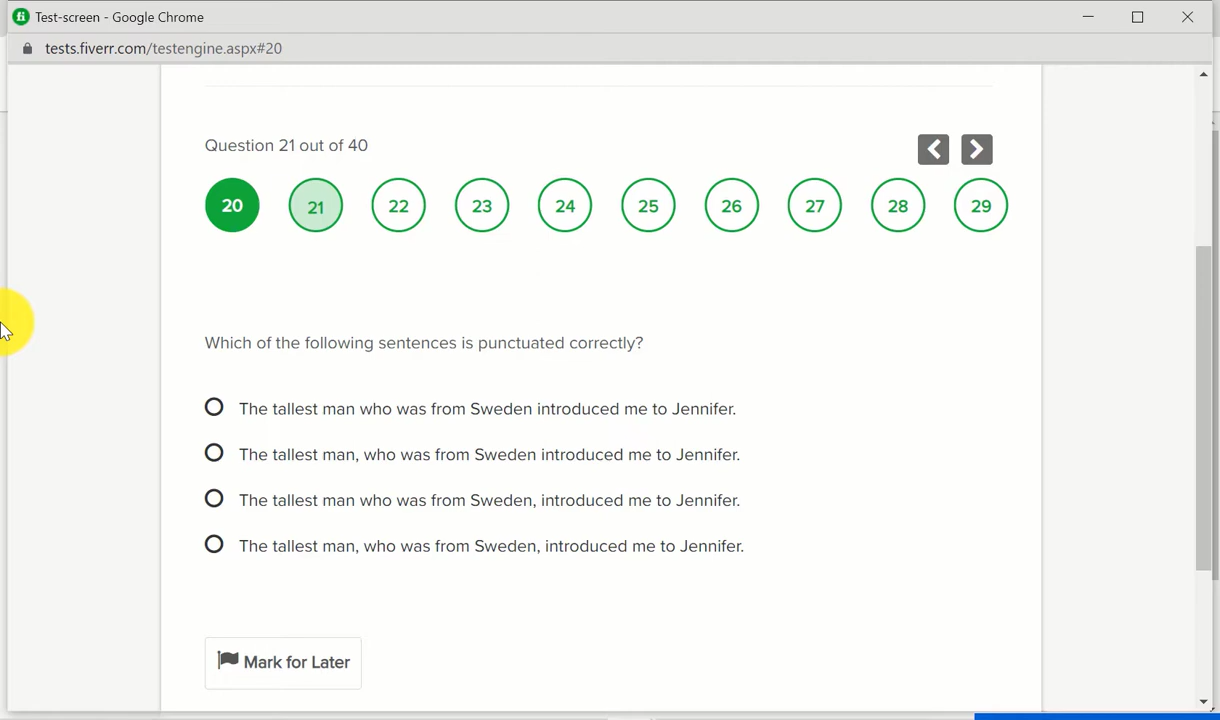 fi Test-screen - Google Chrome
tests.fiverr.com/testengine.aspx#20
Question 21 out of 40
20 21 22 23 24 25 26 27 28 29
Which of the following sentences is punctuated correctly?
The tallest man who was from Sweden introduced me to Jennifer.
The tallest man, who was from Sweden introduced me to Jennifer.
The tallest man who was from Sweden, introduced me to Jennifer.
The tallest man, who was from Sweden, introduced me to Jennifer.
Mark for Later